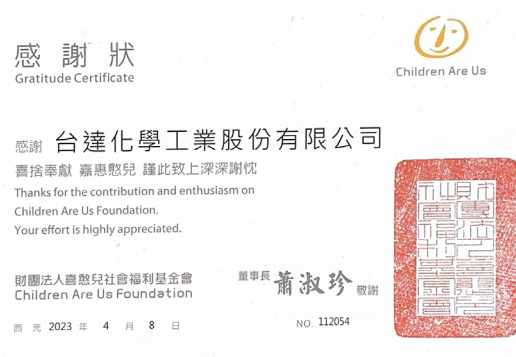 感謝狀
Gratitude Certificate
Children Are Us
感謝 台達化學工業股份有限公司
喜捨奉獻 嘉惠憨兒 謹此致上深深謝忱
Thanks for the contribution and enthusiasm on
Children Are Us Foundation.
Your effort is highly appreciated.
財團法人喜憨兒社會福利基金會
Children Are Us Foundation
董事長 蕭淑珍 敬謝
西元 2023 年 4 月 8 日
NO. 112054